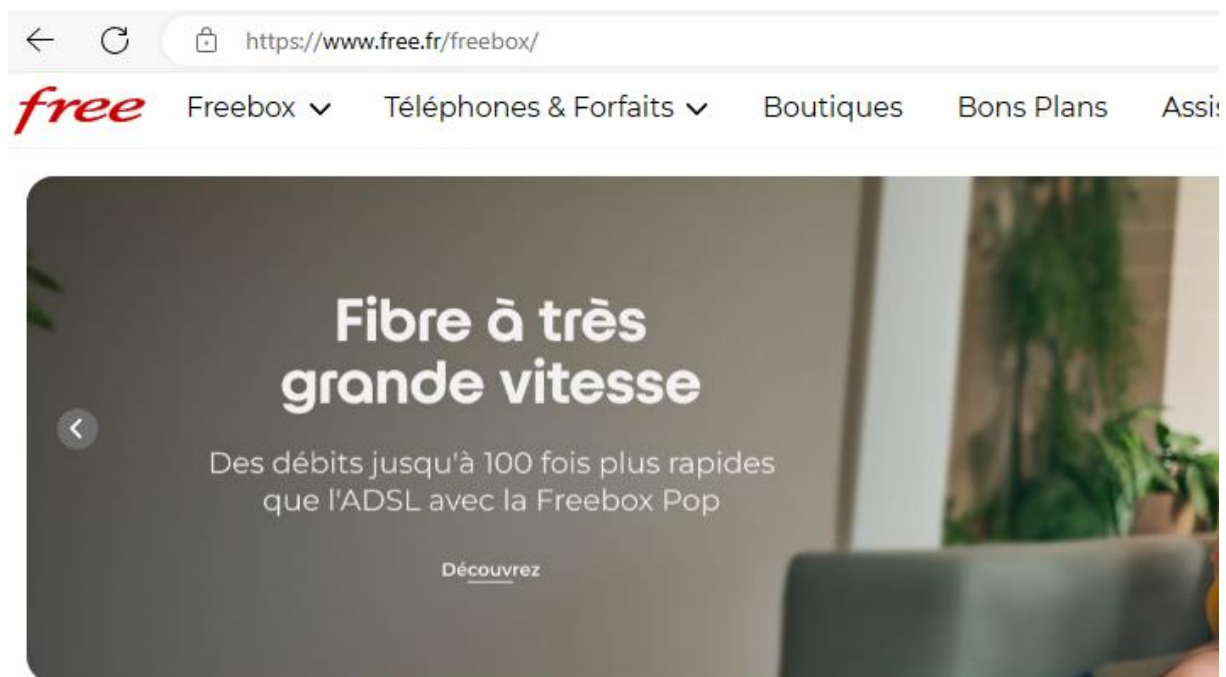 https://www.free.fr/freebox/
free Freebox Téléphones & Forfaits Boutiques Bons Plans Assis
Fibre à très
grande vitesse
Des débits jusqu'à 100 fois plus rapides
que l'ADSL avec la Freebox Pop
Découvrez